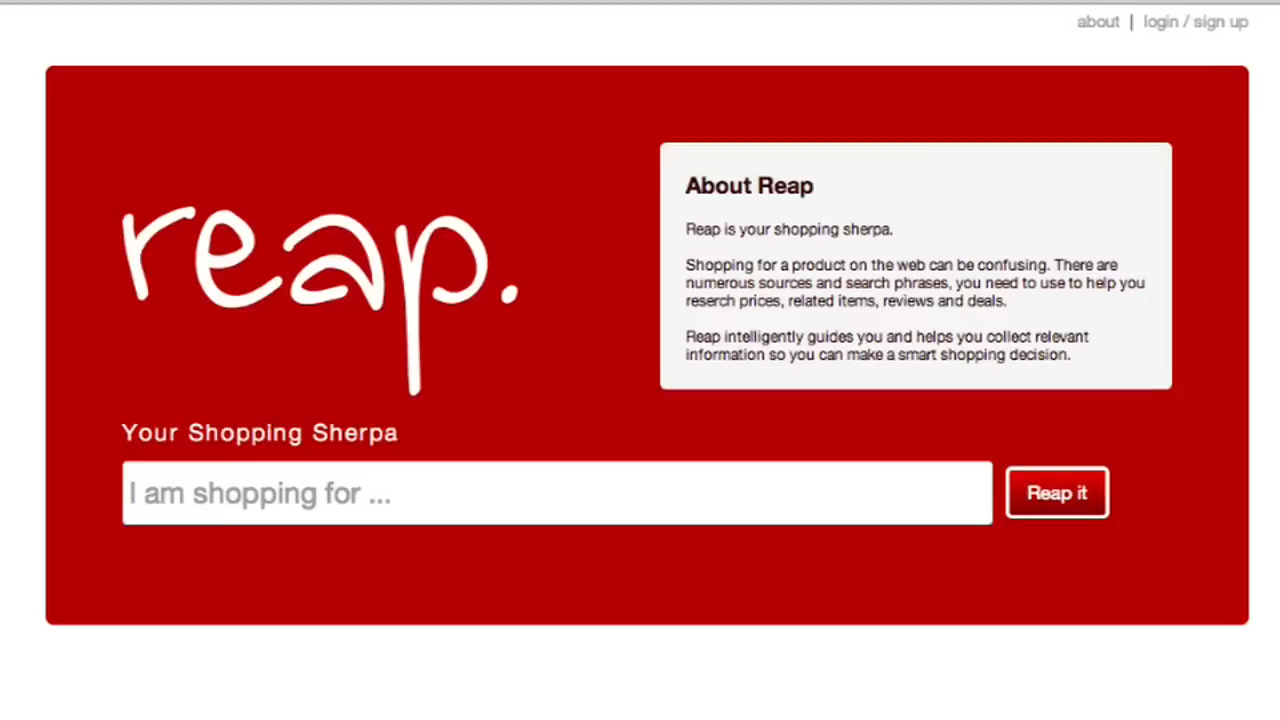 about | login / sign up
reap.
About Reap
Reap is your shopping sherpa.
Shopping for a product on the web can be confusing. There are
numerous sources and search phrases, you need to use to help you
reserch prices, related items, reviews and deals.
Reap intelligently guides you and helps you collect relevant
information so you can make a smart shopping decision.
Your Shopping Sherpa
I am shopping for ...
Reap it